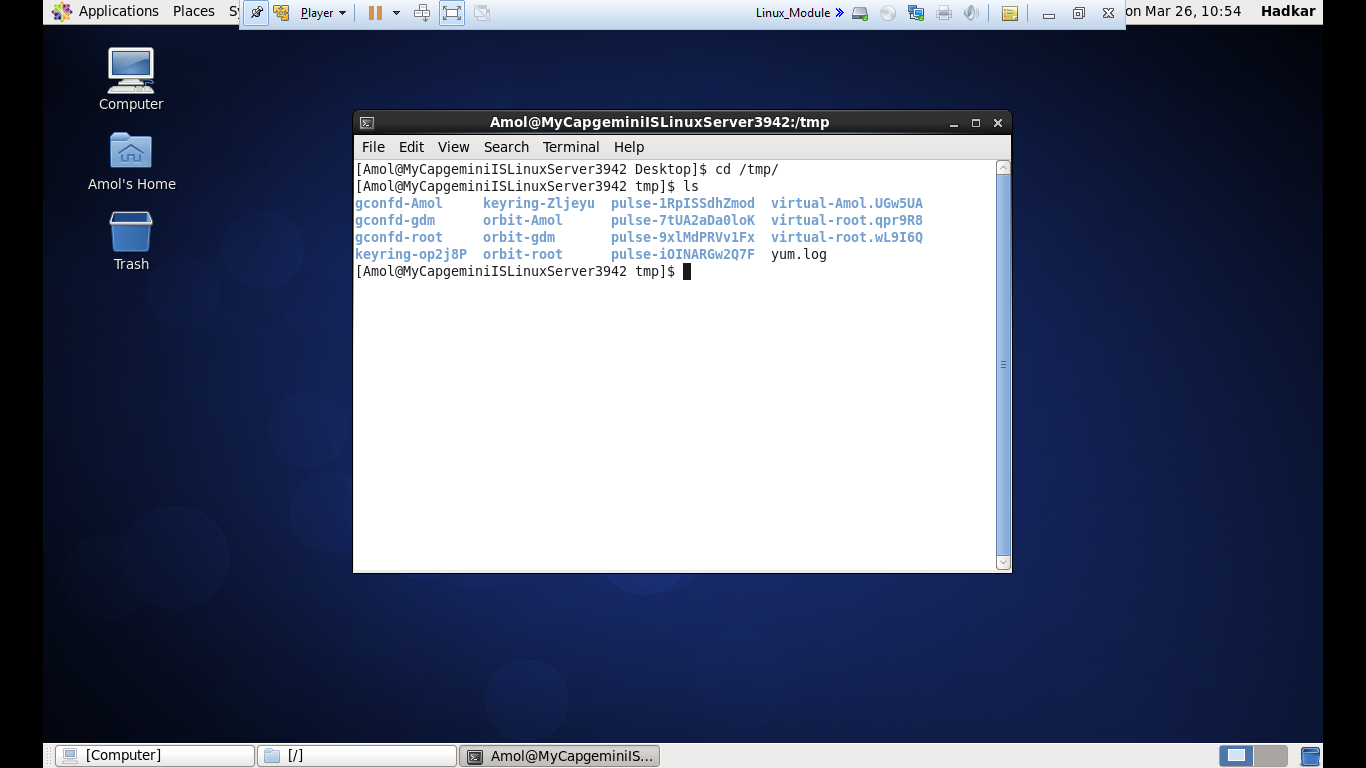 Applications Places Sy Player Linux_Module » on Mar 26, 10:54 Hadkar
Computer
Amol's Home
Trash
Amol@MyCapgeminiISLinuxServer3942:/tmp
File Edit View Search Terminal Help
[Amol@MyCapgeminiISLinuxServer3942 Desktop]$ cd /tmp/
[Amol@MyCapgeminiISLinuxServer3942 tmp]$ ls
gconfd-Amol keyring-Zljeyu pulse-1RpISSdhZmod virtual-Amol.UGw5UA
gconfd-gdm orbit-Amol pulse-7tUA2aDa0loK virtual-root.qpr9R8
gconfd-root orbit-gdm pulse-9xlMdPRVv1Fx virtual-root.wL9I6Q
keyring-op2j8P orbit-root pulse-iOINARGw2Q7F yum.log
[Amol@MyCapgeminiISLinuxServer3942 tmp]$
[Computer] [/] Amol@MyCapgeminiIS...